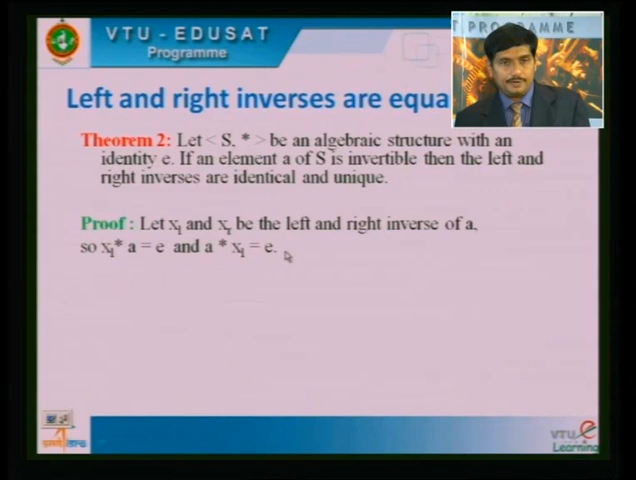 VTU - EDUSAT
Programme
T PROGRAMME
Left and right inverses are equa
Theorem 2: Let < S, * > be an algebraic structure with an
identity e. If an element a of S is invertible then the left and
right inverses are identical and unique.
Proof : Let xl and xr be the left and right inverse of a,
so xl* a = e and a * xl = e.
VTU e
Learning